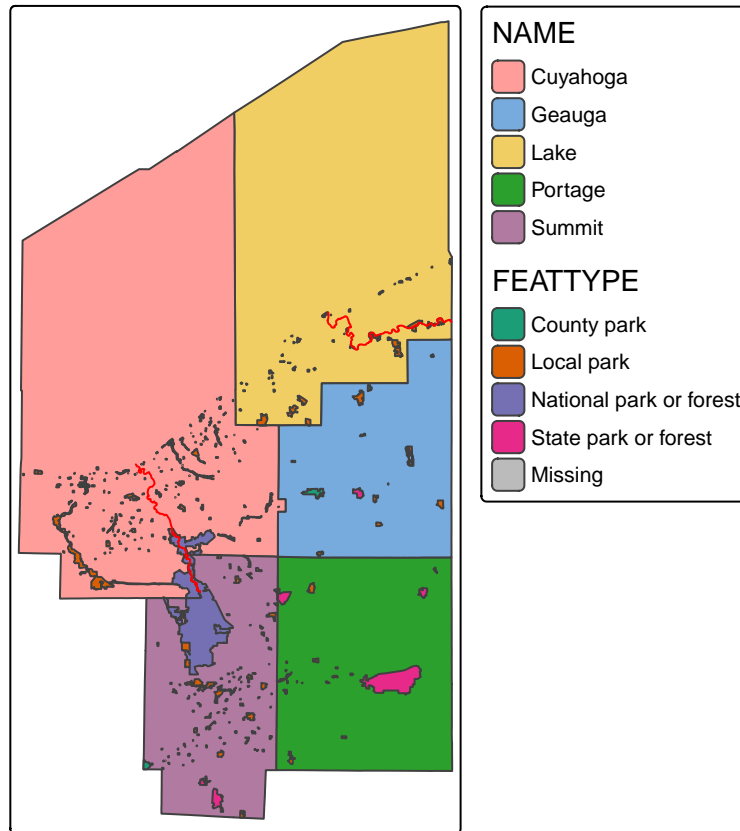 NAME
Cuyahoga
Geauga
Lake
Portage
Summit
FEATTYPE
County park
Local park
National park or forest
State park or forest
Missing